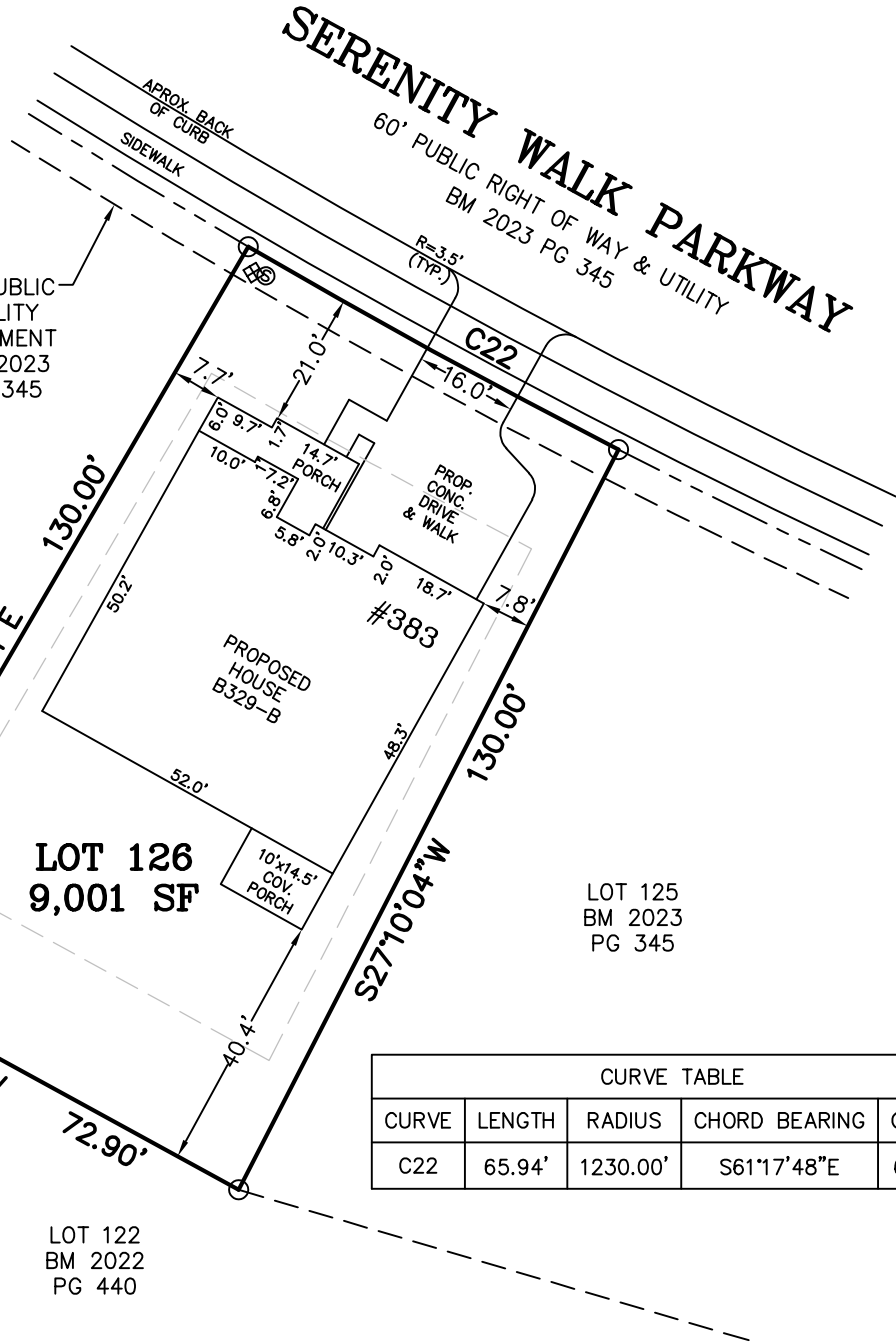 SERENITY WALK PARKWAY
60' PUBLIC RIGHT OF WAY & UTILITY
BM 2023 PG 345
APROX. BACK
OF CURB
SIDEWALK
R=3.5'
(TYP.)
C22
345
21.0'
16.0'
7.7'
6.0'
9.7'
1.7'
14.7'
PORCH
10.0'
7.2'
6.8'
5.8'
2.0'
10.3'
2.0'
18.7'
PROP.
CONC.
DRIVE
& WALK
7.8'
#383
130.00'
E
50.2'
PROPOSED
HOUSE
B329-B
48.3'
130.00'
52.0'
S27°10'04"W
LOT 126
9,001 SF
10'x14.5'
COV.
PORCH
LOT 125
BM 2023
PG 345
40.4'
72.90'
CURVE TABLE
CURVE LENGTH RADIUS CHORD BEARING
C22 65.94' 1230.00' S61°17'48"E
LOT 122
BM 2022
PG 440